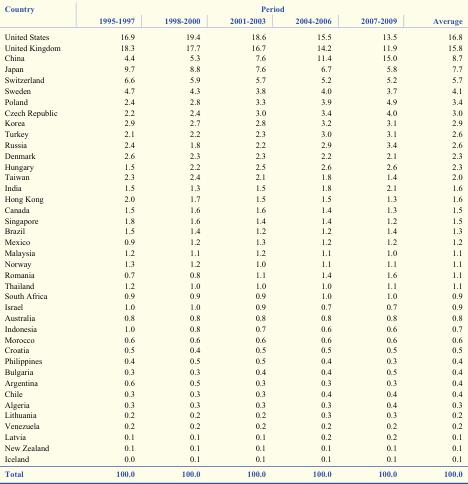 Country Period
1995-1997 1998-2000 2001-2003 2004-2006 2007-2009 Average
United States 16.9 19.4 18.6 15.5 13.5 16.8
United Kingdom 18.3 17.7 16.7 14.2 11.9 15.8
China 4.4 5.3 7.6 11.4 15.0 8.7
Japan 9.7 8.8 7.6 6.7 5.8 7.7
Switzerland 6.6 5.9 5.7 5.2 5.2 5.7
Sweden 4.7 4.3 3.8 4.0 3.7 4.1
Poland 2.4 2.8 3.3 3.9 4.9 3.4
Czech Republic 2.2 2.4 3.0 3.4 4.0 3.0
Korea 2.9 2.7 2.8 3.2 3.1 2.9
Turkey 2.1 2.2 2.3 3.0 3.1 2.6
Russia 2.4 1.8 2.2 2.9 3.4 2.6
Denmark 2.6 2.3 2.3 2.2 2.1 2.3
Hungary 1.5 2.2 2.5 2.6 2.6 2.3
Taiwan 2.3 2.4 2.1 1.8 1.4 2.0
India 1.5 1.3 1.5 1.8 2.1 1.6
Hong Kong 2.0 1.7 1.5 1.5 1.3 1.6
Canada 1.5 1.6 1.6 1.4 1.3 1.5
Singapore 1.8 1.6 1.4 1.4 1.2 1.5
Brazil 1.5 1.4 1.2 1.2 1.4 1.3
Mexico 0.9 1.2 1.3 1.2 1.2 1.2
Malaysia 1.2 1.1 1.2 1.1 1.0 1.1
Norway 1.3 1.2 1.0 1.1 1.1 1.1
Romania 0.7 0.8 1.1 1.4 1.6 1.1
Thailand 1.2 1.0 1.0 1.0 1.1 1.1
South Africa 0.9 0.9 0.9 1.0 1.0 0.9
Israel 1.0 1.0 0.9 0.7 0.7 0.9
Australia 0.8 0.8 0.8 0.8 0.8 0.8
Indonesia 1.0 0.8 0.7 0.6 0.6 0.7
Morocco 0.6 0.6 0.6 0.6 0.6 0.6
Croatia 0.5 0.4 0.5 0.5 0.5 0.5
Philippines 0.4 0.5 0.5 0.4 0.3 0.4
Bulgaria 0.3 0.3 0.4 0.4 0.5 0.4
Argentina 0.6 0.5 0.3 0.3 0.3 0.4
Chile 0.3 0.3 0.3 0.4 0.4 0.4
Algeria 0.3 0.3 0.3 0.3 0.4 0.3
Lithuania 0.2 0.2 0.2 0.3 0.3 0.2
Venezuela 0.2 0.2 0.2 0.2 0.2 0.2
Latvia 0.1 0.1 0.1 0.2 0.2 0.1
New Zealand 0.1 0.1 0.1 0.1 0.1 0.1
Iceland 0.0 0.1 0.1 0.1 0.1 0.1
Total 100.0 100.0 100.0 100.0 100.0 100.0